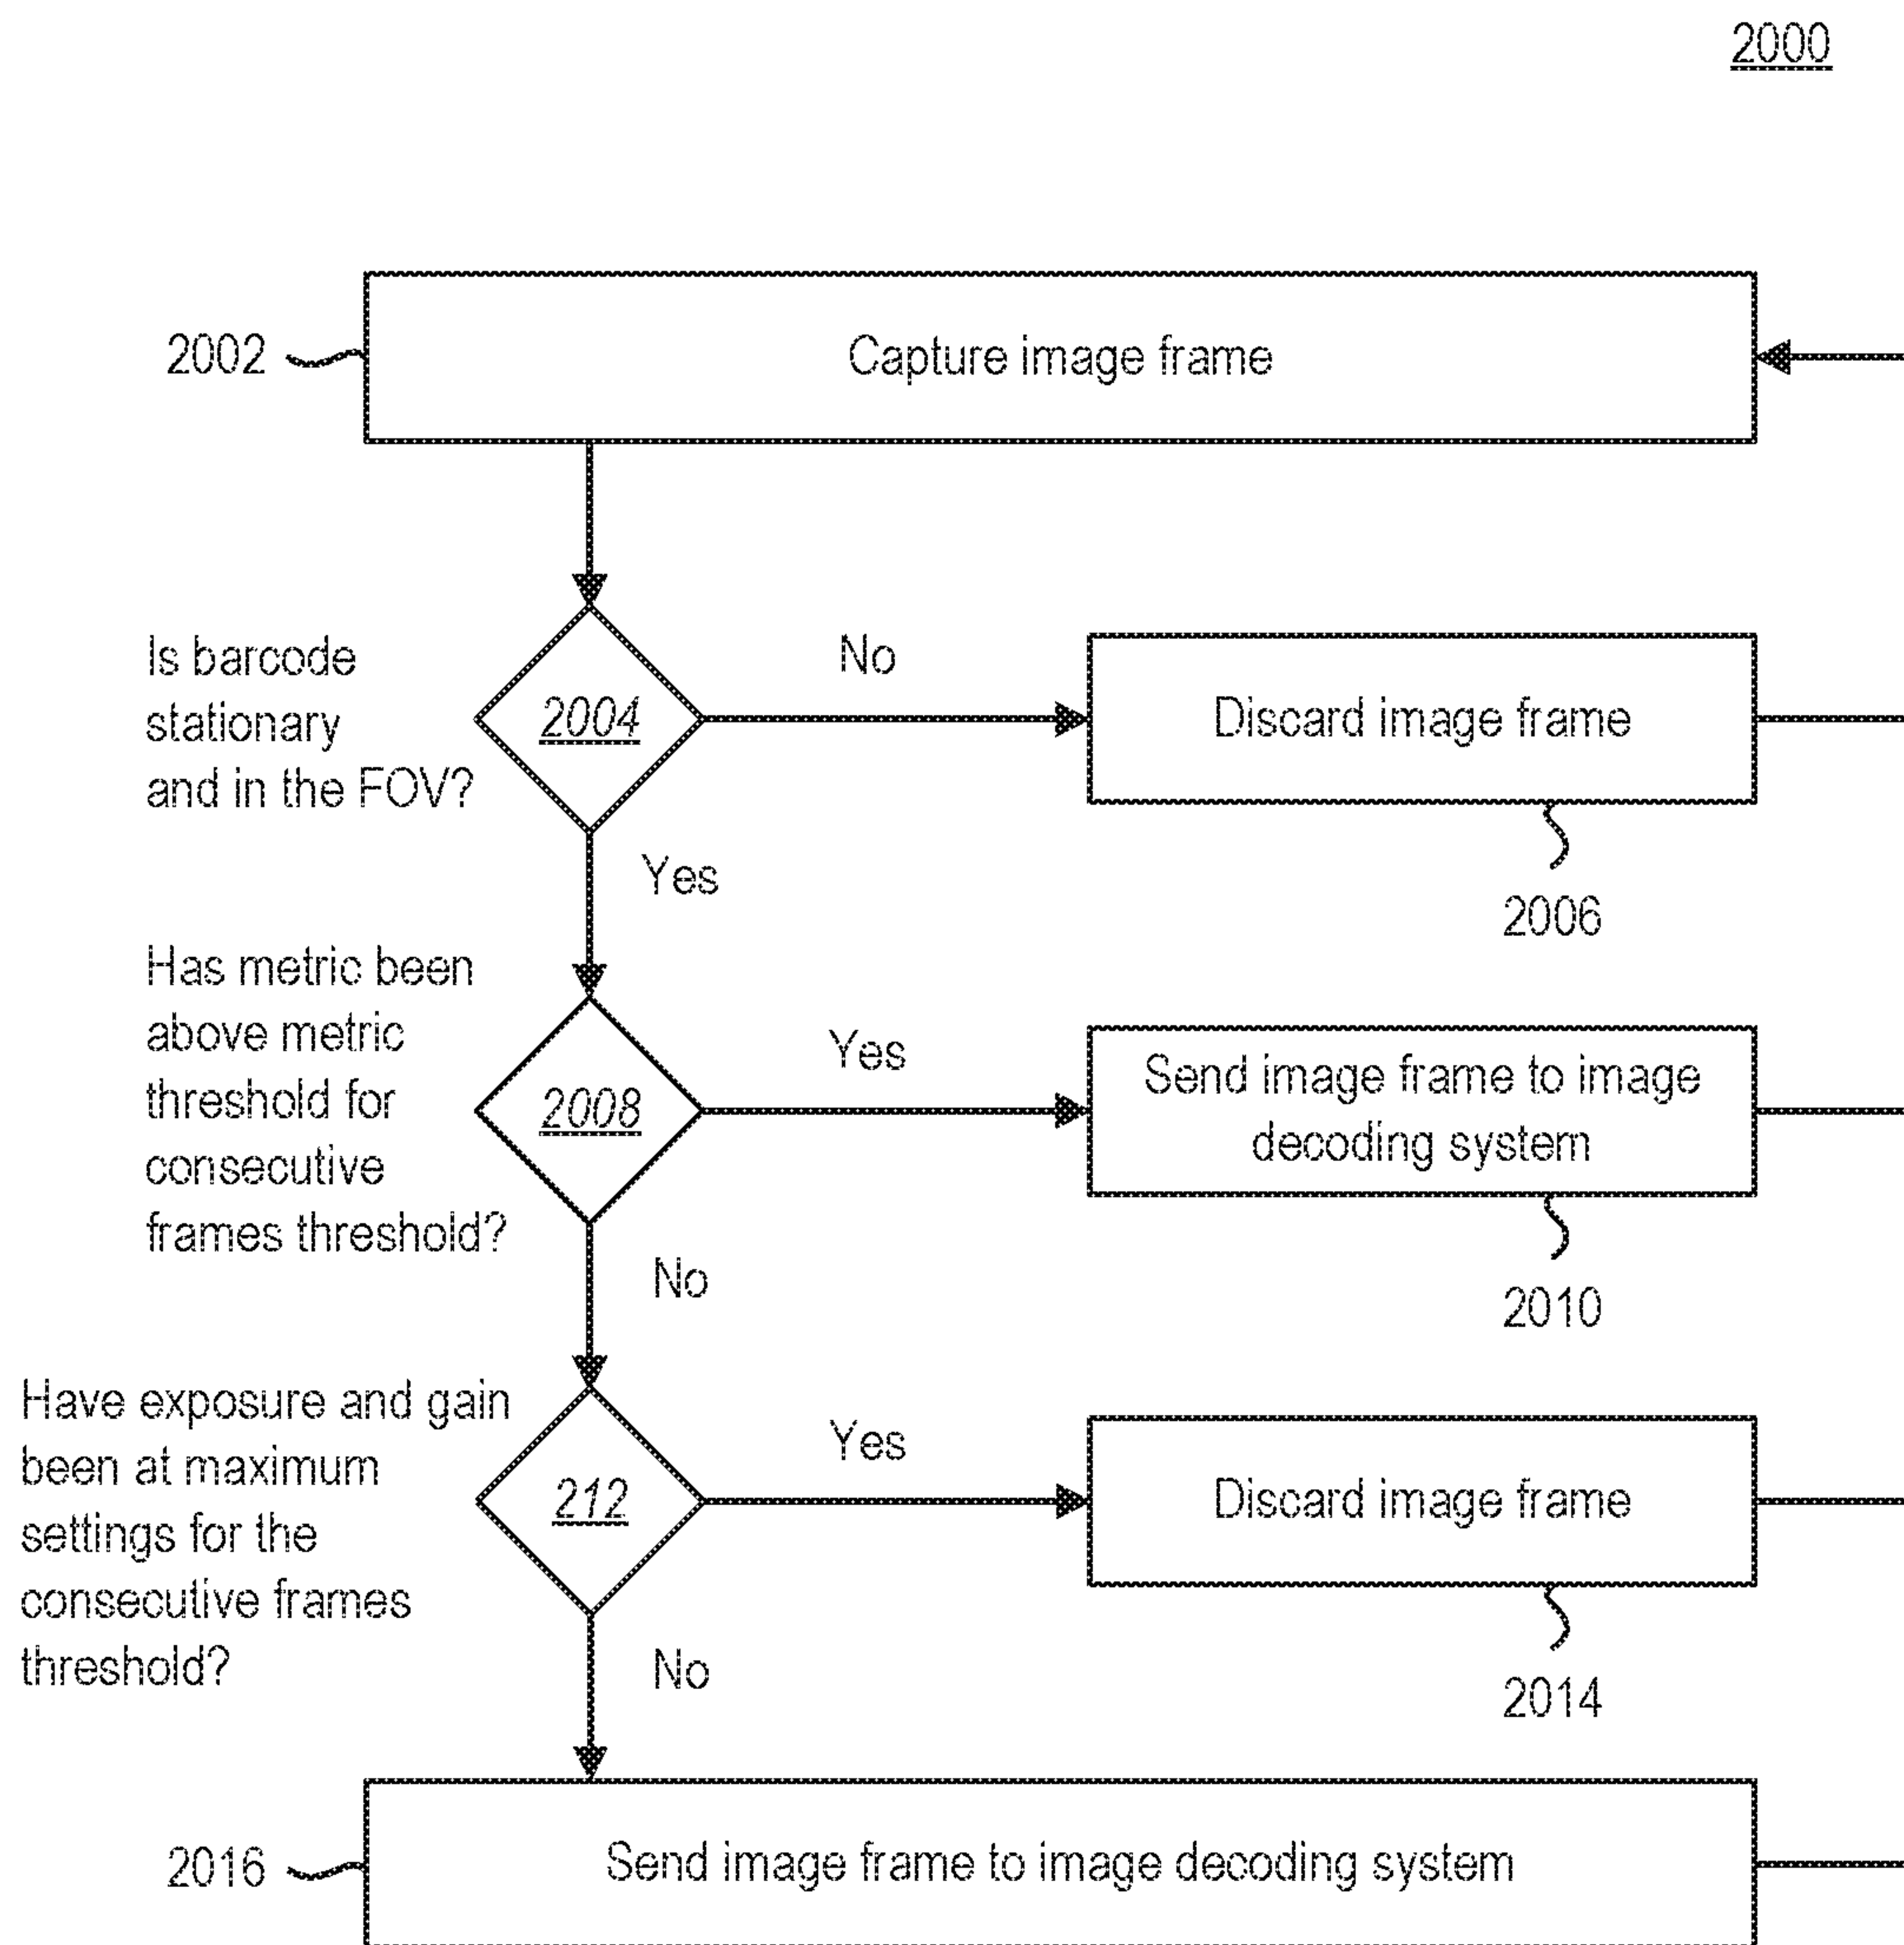 2000
2002
Capture image frame
Is barcode
stationary
and in the FOV?
2004
No
Discard image frame
2006
Yes
Has metric been
above metric
threshold for
consecutive
frames threshold?
2008
Yes
Send image frame to image
decoding system
2010
No
Have exposure and gain
been at maximum
settings for the
consecutive frames
threshold?
212
Yes
Discard image frame
2014
No
2016
Send image frame to image decoding system